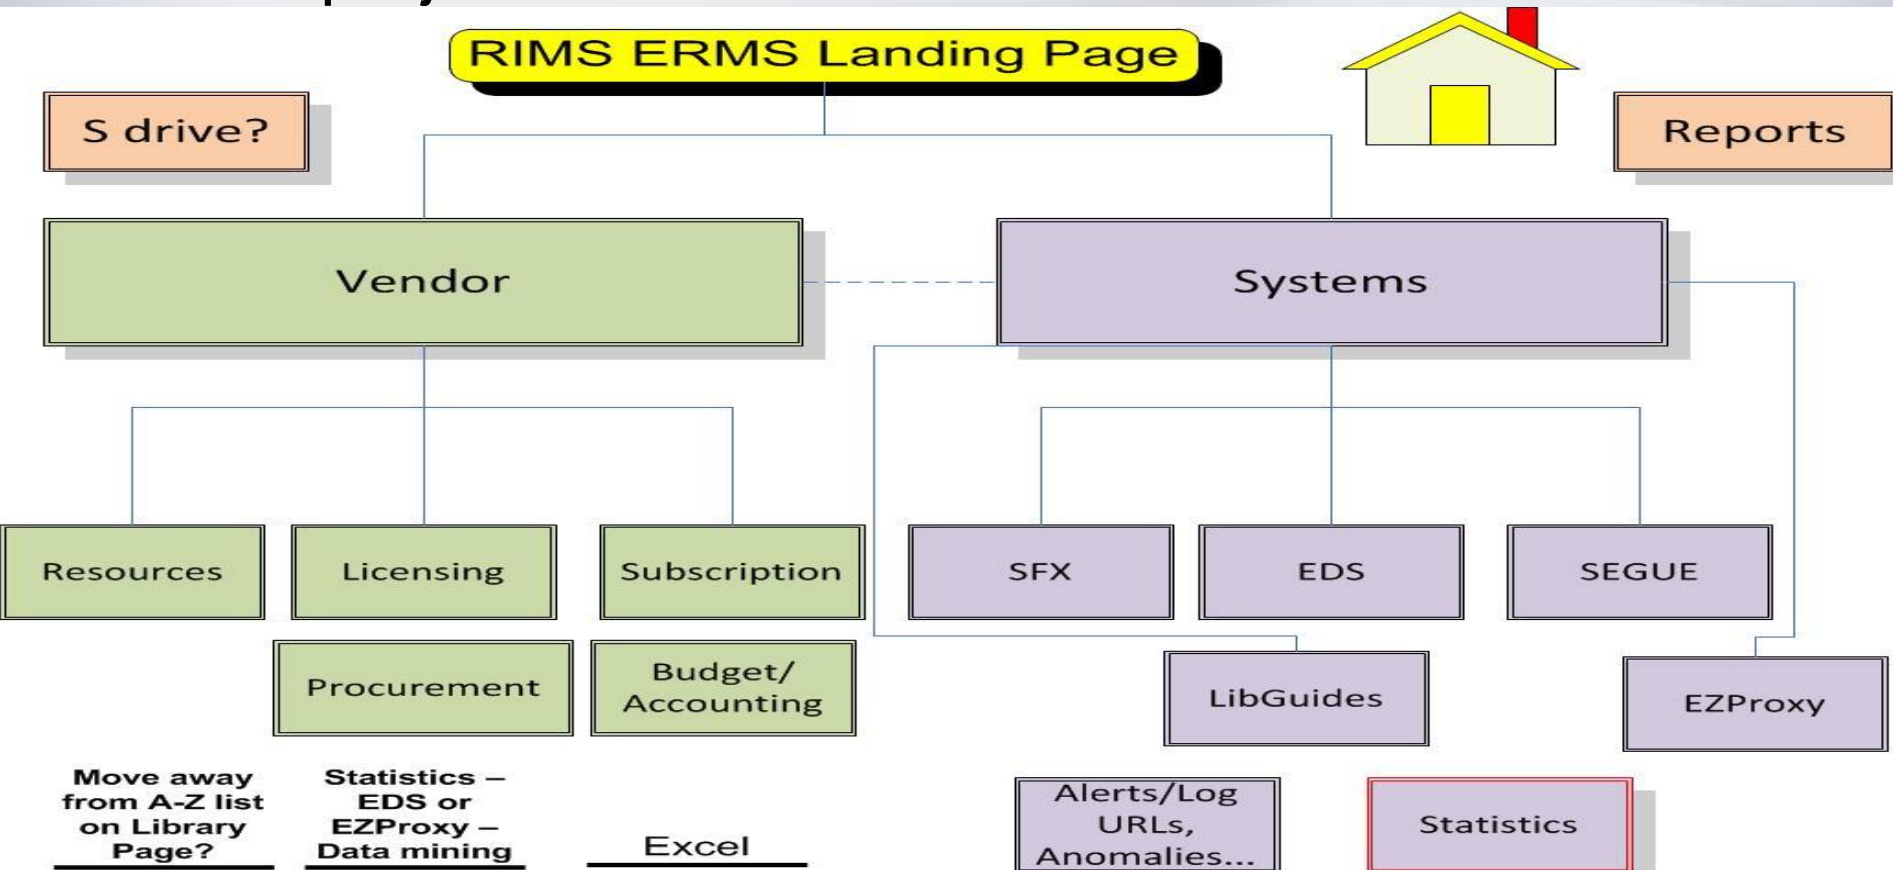 RIMS ERMS Landing Page
S drive?
Reports
Vendor
Systems
Resources
Licensing
Subscription
SFX
EDS
SEGUE
Procurement
Budget/
Accounting
LibGuides
EZProxy
Move away
from A-Z list
on Library
Page?
Statistics –
EDS or
EZProxy –
Data mining
Excel
Alerts/Log
URLs,
Anomalies...
Statistics